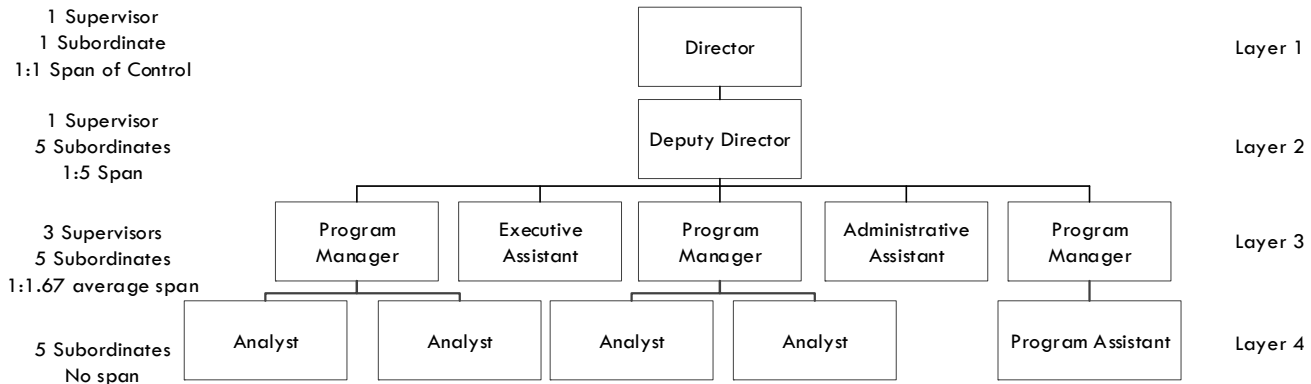 1 Supervisor
1 Subordinate
1:1 Span of Control
Director
Layer 1
1 Supervisor
5 Subordinates
1:5 Span
Deputy Director
Layer 2
3 Supervisors
5 Subordinates
1:1.67 average span
Program
Manager
Executive
Assistant
Program
Manager
Administrative
Assistant
Program
Manager
Layer 3
5 Subordinates
No span
Analyst
Analyst
Analyst
Analyst
Program Assistant
Layer 4